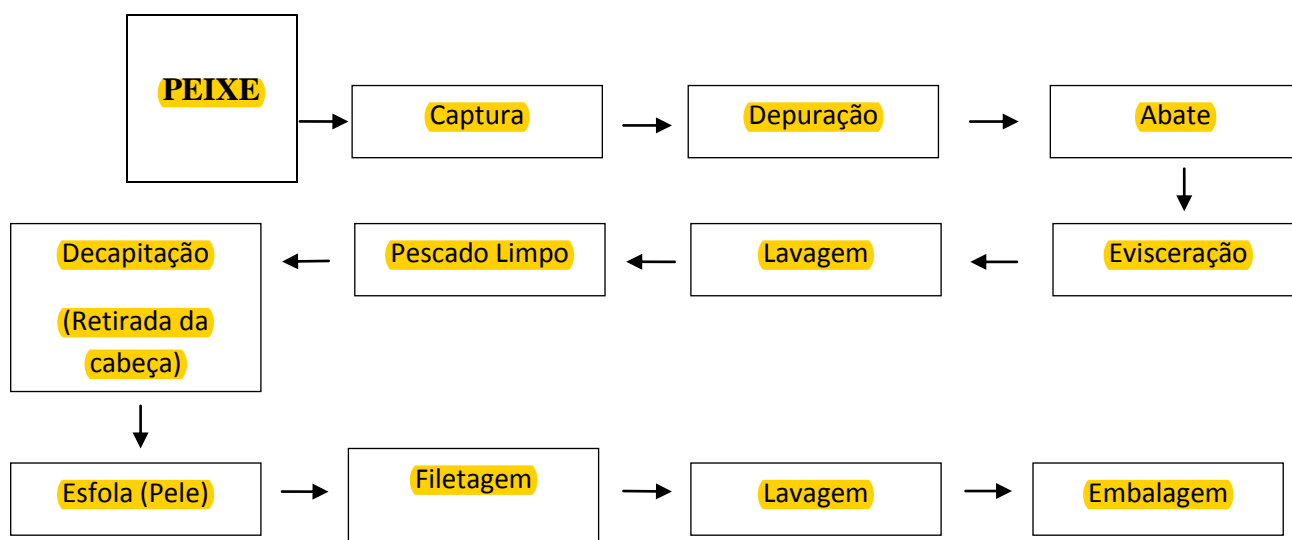 PEIXE
Captura
Depuração
Abate
Evisceração
Lavagem
Pescado Limpo
Decapitação
(Retirada da
cabeça)
Esfola (Pele)
Filetagem
Lavagem
Embalagem